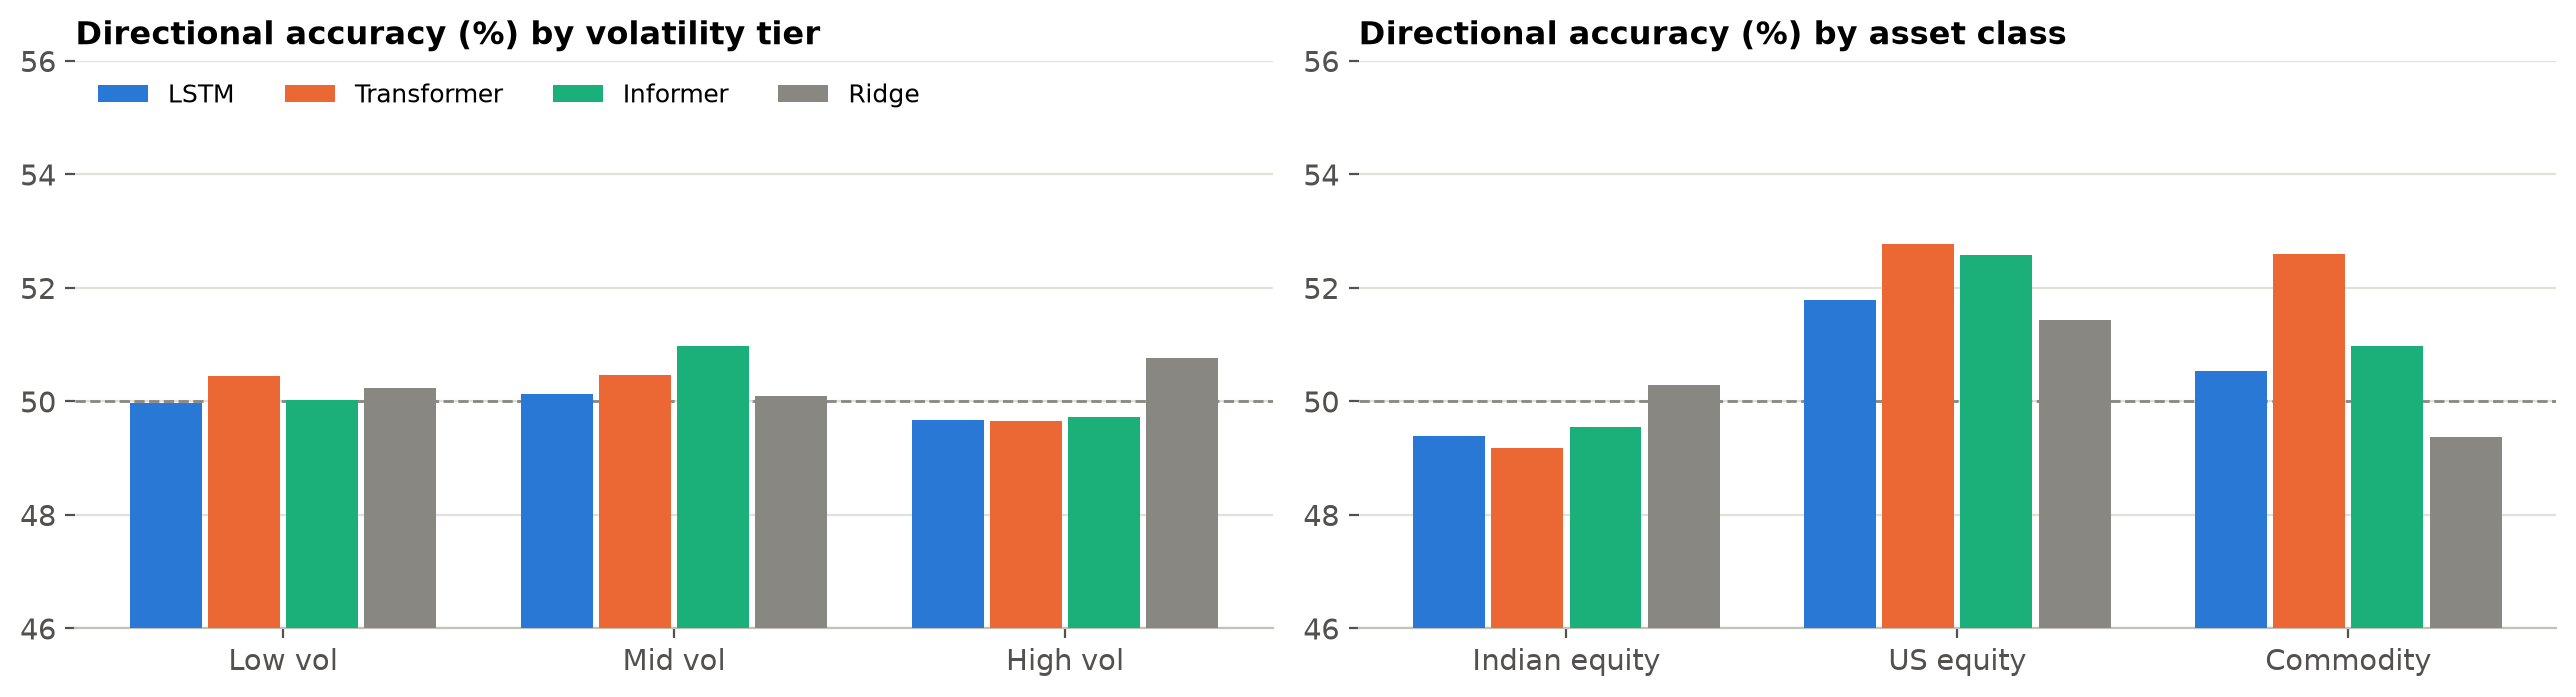 Directional accuracy (%) by volatility tier
56
54
52
50
48
46
LSTM Transformer Informer Ridge
Low vol Mid vol High vol
Directional accuracy (%) by asset class
56
54
52
50
48
46
Indian equity US equity Commodity